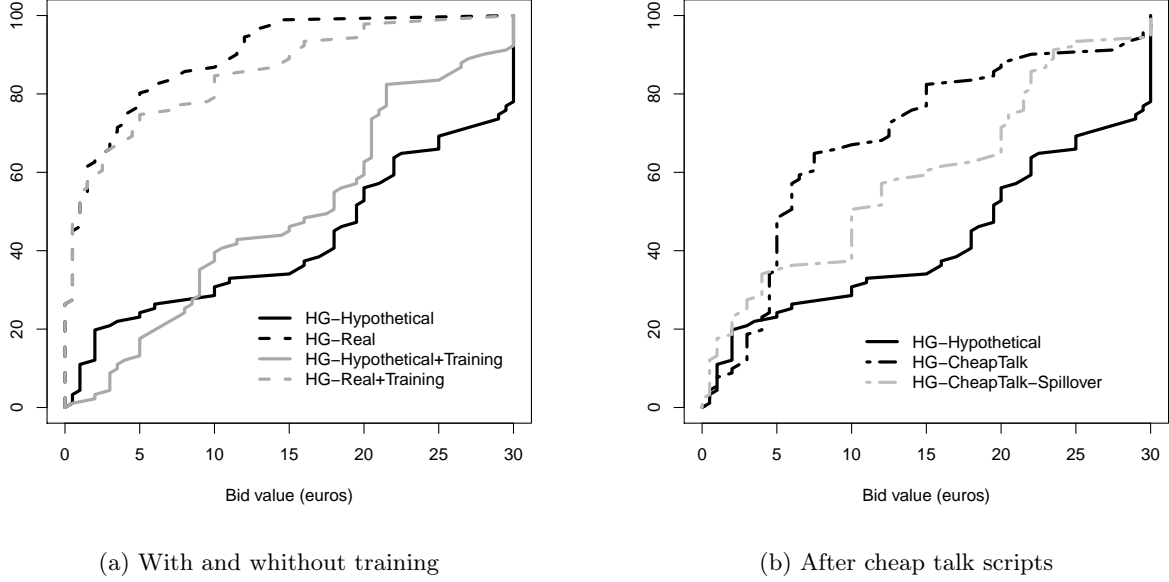 100
80
60
40
20
0
HG−Hypothetical
HG−Real
HG−Hypothetical+Training
HG−Real+Training
0 5 10 15 20 25 30
Bid value (euros)
(a) With and whithout training
100
80
60
40
20
0
HG−Hypothetical
HG−CheapTalk
HG−CheapTalk−Spillover
0 5 10 15 20 25 30
Bid value (euros)
(b) After cheap talk scripts